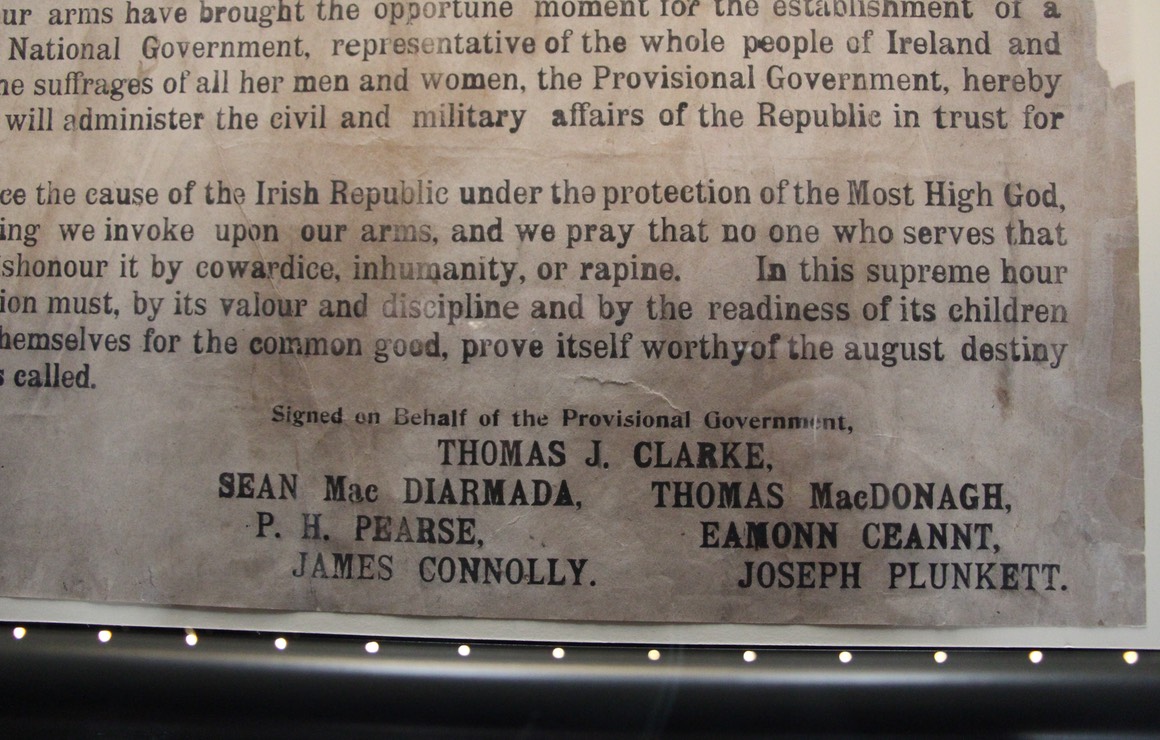 ur arms have brought the opportune moment for the establishment of a
National Government, representative of the whole people of Ireland and
he suffrages of all her men and women, the Provisional Government, hereby
will administer the civil and military affairs of the Republic in trust for
ce the cause of the Irish Republic under the protection of the Most High God,
ing we invoke upon our arms, and we pray that no one who serves that
shonour it by cowardice, inhumanity, or rapine. In this supreme hour
ion must, by its valour and discipline and by the readiness of its children
hemselves for the common good, prove itself worthyof the august destiny
s called.
Signed on Behalf of the Provisional Government,
THOMAS J. CLARKE,
SEAN Mac DIARMADA, THOMAS MacDONAGH,
P. H. PEARSE, EAMONN CEANNT,
JAMES CONNOLLY. JOSEPH PLUNKETT.